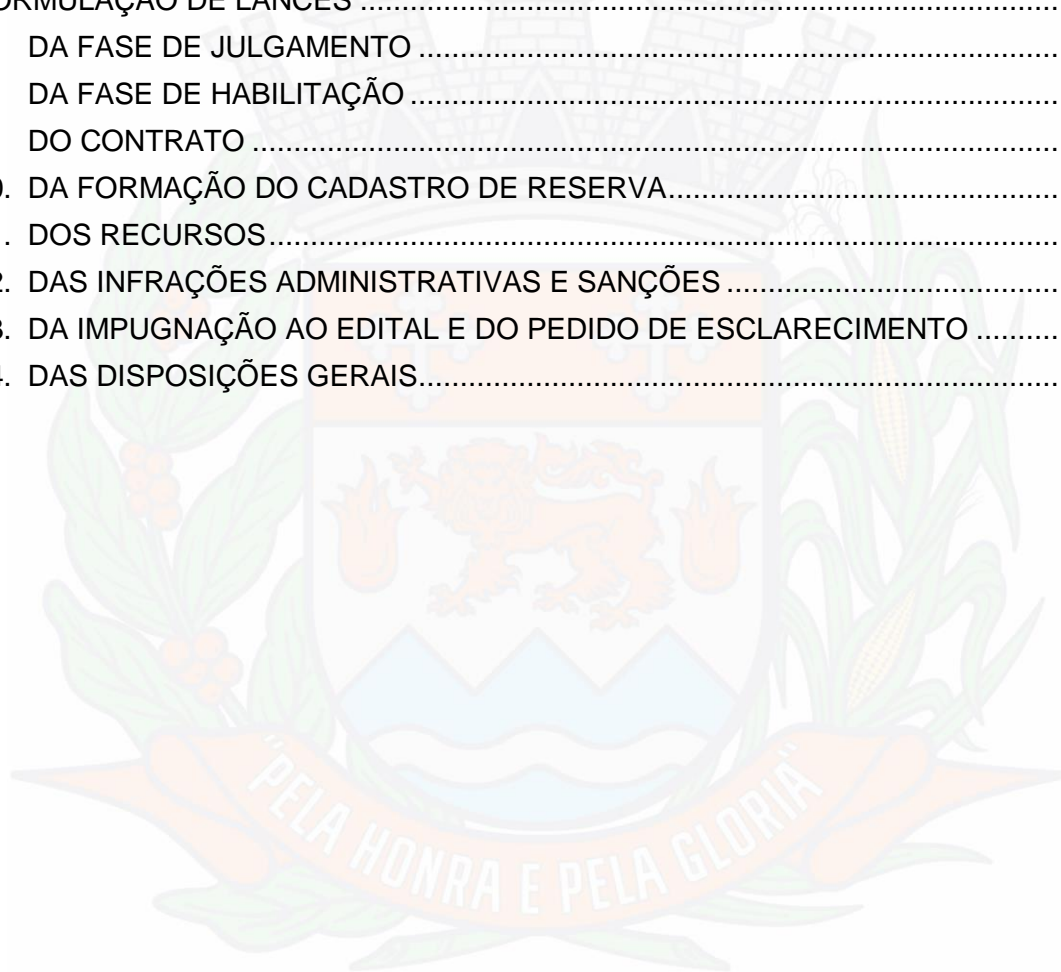 FORMULAÇÃO DE LANCES ........................................................................................
DA FASE DE JULGAMENTO .................................................................................
DA FASE DE HABILITAÇÃO ..................................................................................
DO CONTRATO .....................................................................................................
0. DA FORMAÇÃO DO CADASTRO DE RESERVA..................................................
. DOS RECURSOS...................................................................................................
2. DAS INFRAÇÕES ADMINISTRATIVAS E SANÇÕES ...........................................
3. DA IMPUGNAÇÃO AO EDITAL E DO PEDIDO DE ESCLARECIMENTO ..........
4. DAS DISPOSIÇÕES GERAIS.................................................................................
"PELA HONRA E PELA GLORIA"